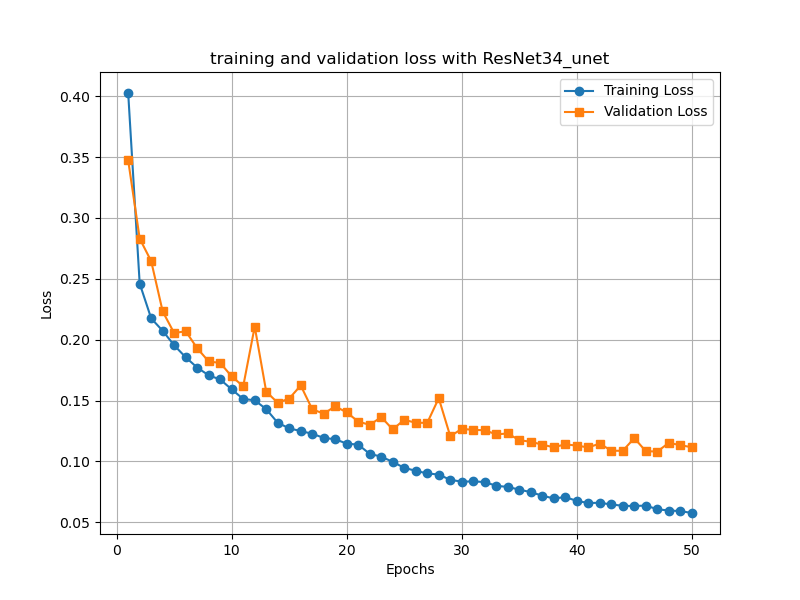 training and validation loss with ResNet34_unet
Training Loss
Validation Loss
0.40
0.35
0.30
0.25
0.20
0.15
0.10
0.05
Loss
0 10 20 30 40 50
Epochs